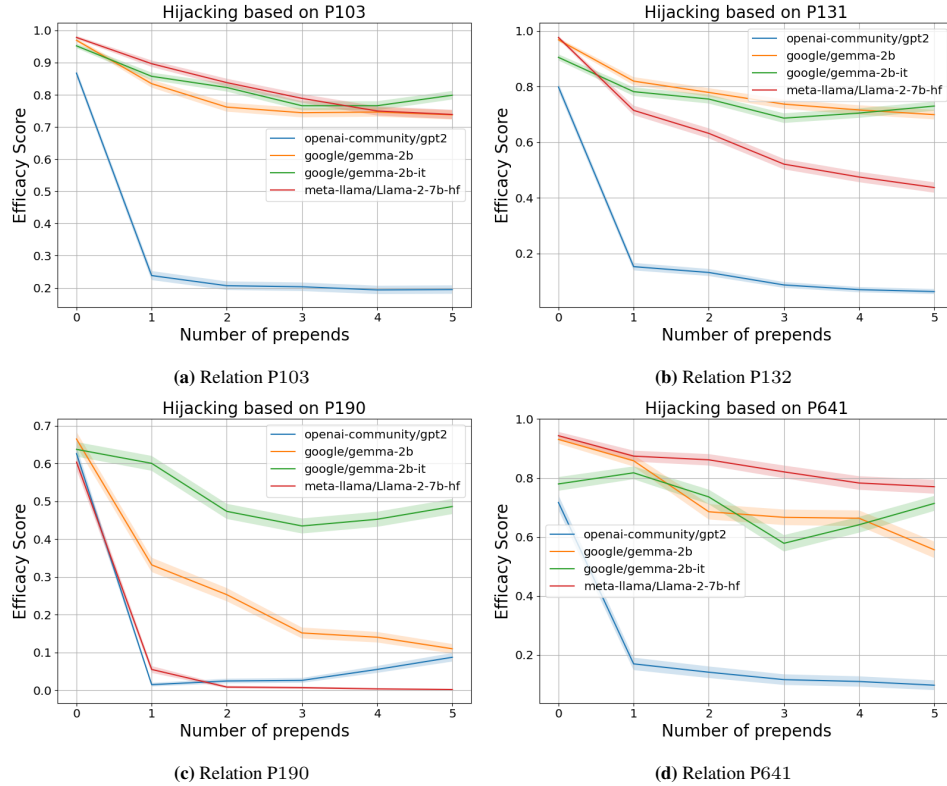 Hijacking based on P103
Efficacy Score
1.0
0.9
0.8
0.7
0.6
0.5
0.4
0.3
0.2
openai-community/gpt2
google/gemma-2b
google/gemma-2b-it
meta-llama/Llama-2-7b-hf
0 1 2 3 4 5
Number of prepends
(a) Relation P103
Hijacking based on P131
Efficacy Score
1.0
0.8
0.6
0.4
0.2
openai-community/gpt2
google/gemma-2b
google/gemma-2b-it
meta-llama/Llama-2-7b-hf
0 1 2 3 4 5
Number of prepends
(b) Relation P132
Hijacking based on P190
Efficacy Score
0.7
0.6
0.5
0.4
0.3
0.2
0.1
0.0
openai-community/gpt2
google/gemma-2b
google/gemma-2b-it
meta-llama/Llama-2-7b-hf
0 1 2 3 4 5
Number of prepends
(c) Relation P190
Hijacking based on P641
Efficacy Score
1.0
0.8
0.6
0.4
0.2
openai-community/gpt2
google/gemma-2b
google/gemma-2b-it
meta-llama/Llama-2-7b-hf
0 1 2 3 4 5
Number of prepends
(d) Relation P641